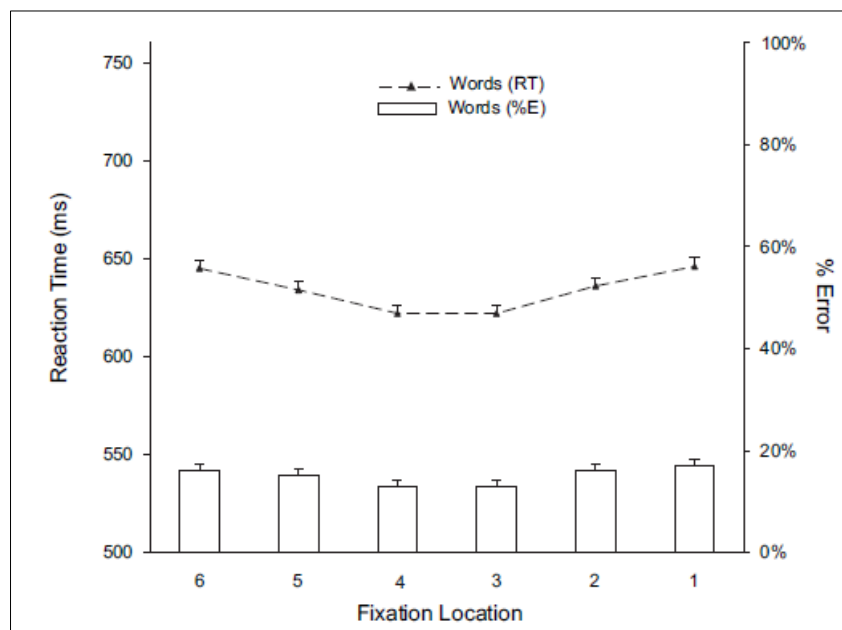 Words (RT)
Words (%E)
Reaction Time (ms)
750
700
650
600
550
500
100%
80%
60%
40%
20%
0%
% Error
6 5 4 3 2 1
Fixation Location